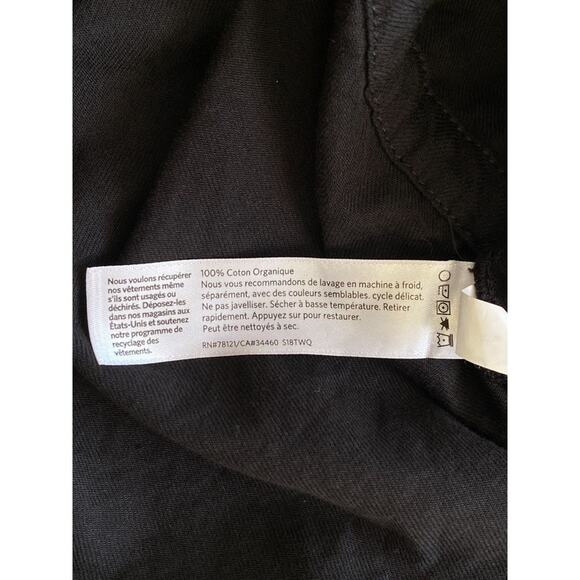 Nous voulons récupérer
nos vêtements même
s'ils sont usagés ou
déchirés. Déposez-les
dans nos magasins aux
États-Unis et soutenez
notre programme de
recyclage des
vêtements.
100% Coton Organique
Nous vous recommandons de lavage en machine à froid,
séparément, avec des couleurs semblables. cycle délicat.
Ne pas javelliser. Sécher à basse température. Retirer
rapidement. Appuyez sur pour restaurer.
Peut être nettoyés à sec.
RN#78121/CA#34460 S18TWQ